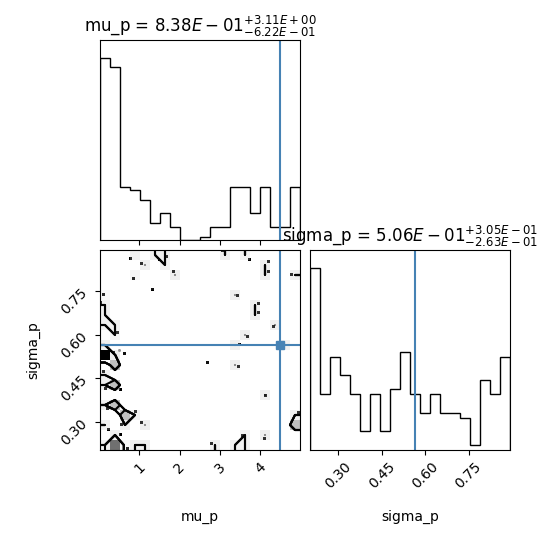 mu_p = 8.38E − 01+3.11E+00 −6.22E−01
sigma_p = 5.06E − 01+3.05E−01 −2.63E−01
sigma_p
0.75
0.60
0.45
0.30
1 2 3 4
0.30 0.45 0.60 0.75
mu_p
sigma_p